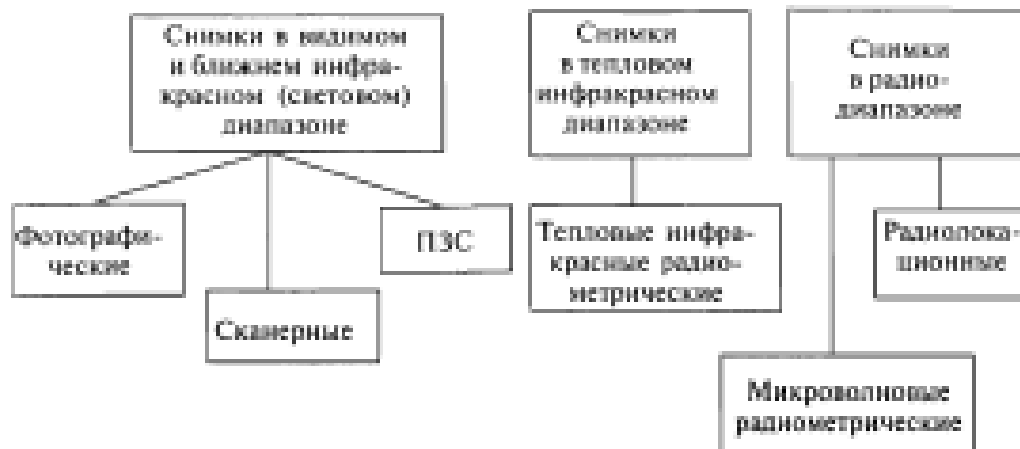 Снимки в видимом
и ближнем инфра-
красном (световом)
диапазоне
Снимки
в тепловом
инфракрасном
диапазоне
Снимки
в радио-
диапазоне
Фотографи-
ческие
Сканерные
ПЗС
Тепловые инфра-
красные радио-
метрические
Микроволновые
радиометрические
Радиолока-
ционные